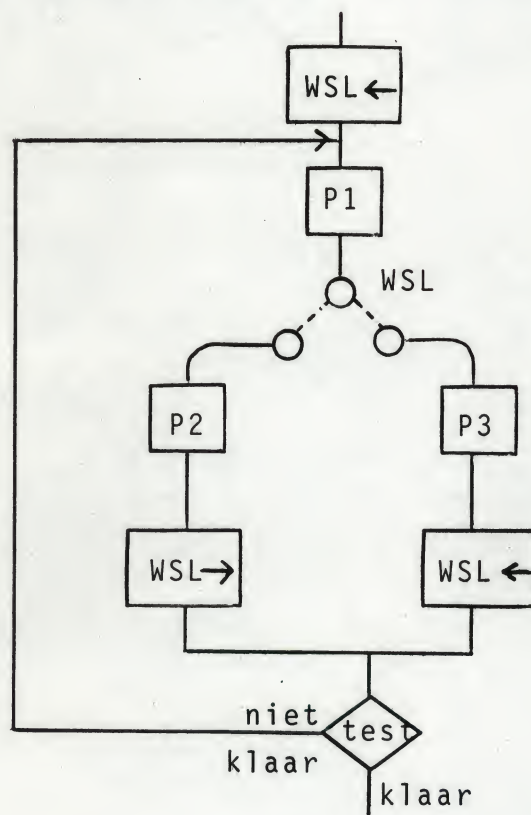 WSL←
P1
WSL
P2
P3
WSL→
WSL←
niet
test
klaar
klaar